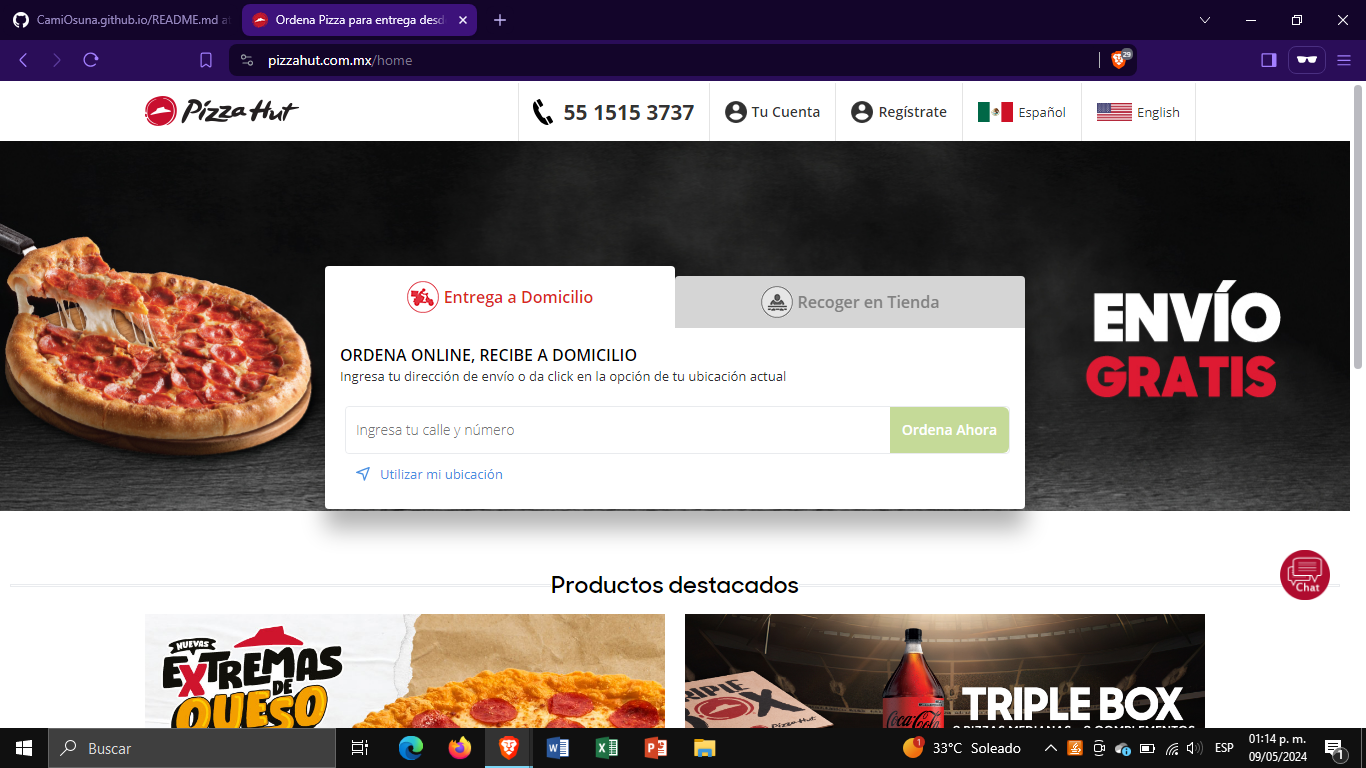 CamiOsuna.github.io/README.md at
Ordena Pizza para entrega desd
pizzahut.com.mx/home
29
Pizza Hut
55 1515 3737
Tu Cuenta
Regístrate
Español
English
Entrega a Domicilio
Recoger en Tienda
ENVÍO
GRATIS
ORDENA ONLINE, RECIBE A DOMICILIO
Ingresa tu dirección de envío o da click en la opción de tu ubicación actual
Ingresa tu calle y número
Ordena Ahora
Utilizar mi ubicación
Chat
Productos destacados
NUEVAS
EXTREMAS
DE
QUESO
TRIPLE
BOX
Pizza Hut
Coca-Cola
TRIPLE BOX
Buscar
1
33°C Soleado
ESP
01:14 p. m.
09/05/2024
1